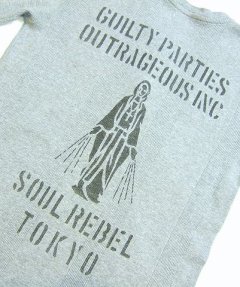 GUILTY PARTIES
OUTRAGEOUS INC
SOUL REBEL
TOKYO